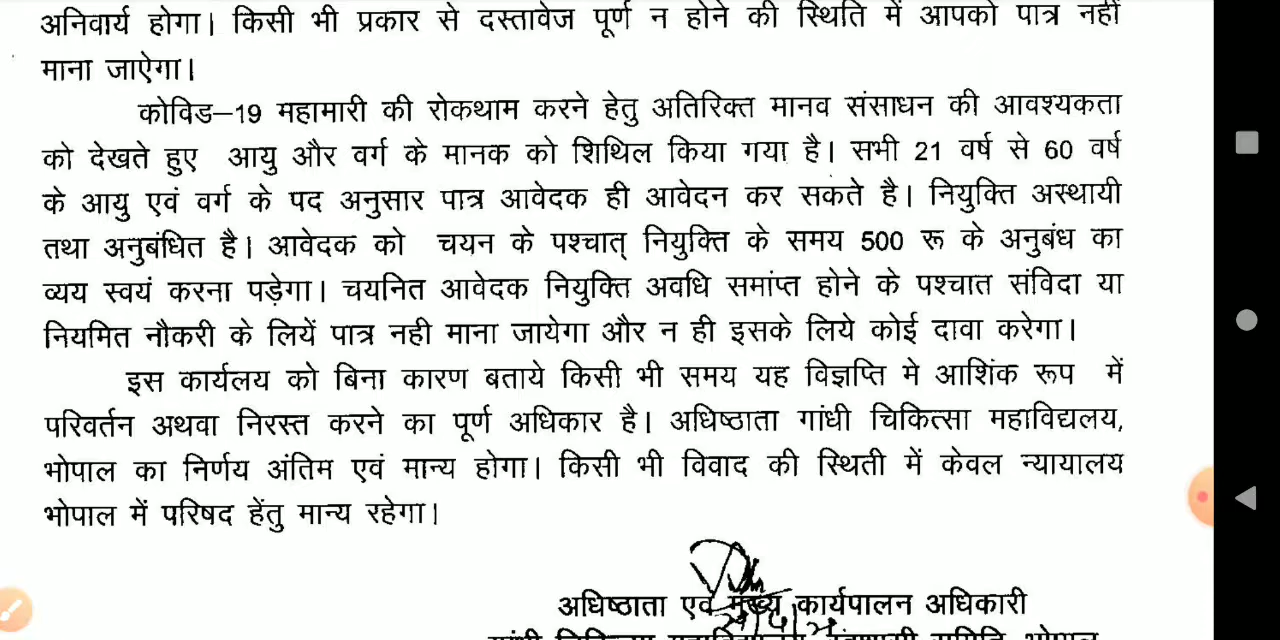 अनिवार्य होगा। किसी भी प्रकार से दस्तावेज पूर्ण न होने की स्थिति में आपको पात्र नहीं
माना जाऐगा।
कोविड–19 महामारी की रोकथाम करने हेतु अतिरिक्त मानव संसाधन की आवश्यकता
को देखते हुए आयु और वर्ग के मानक को शिथिल किया गया है। सभी 21 वर्ष से 60 वर्ष
के आयु एवं वर्ग के पद अनुसार पात्र आवेदक ही आवेदन कर सकते है। नियुक्ति अस्थायी
तथा अनुबंधित है। आवेदक को चयन के पश्चात् नियुक्ति के समय 500 रू के अनुबंध का
व्यय स्वयं करना पड़ेगा। चयनित आवेदक नियुक्ति अवधि समांप्त होने के पश्चात संविदा या
नियमित नौकरी के लियें पात्र नही माना जायेगा और न ही इसके लिये कोई दावा करेगा।
इस कार्यलय को बिना कारण बताये किसी भी समय यह विज्ञप्ति मे आशिंक रूप में
परिवर्तन अथवा निरस्त करने का पूर्ण अधिकार है। अधिष्ठाता गांधी चिकित्सा महाविद्यलय,
भोपाल का निर्णय अंतिम एवं मान्य होगा। किसी भी विवाद की स्थिती में केवल न्यायालय
भोपाल में परिषद हेंतु मान्य रहेगा।
अधिष्ठाता एवं मुख्य कार्यपालन अधिकारी